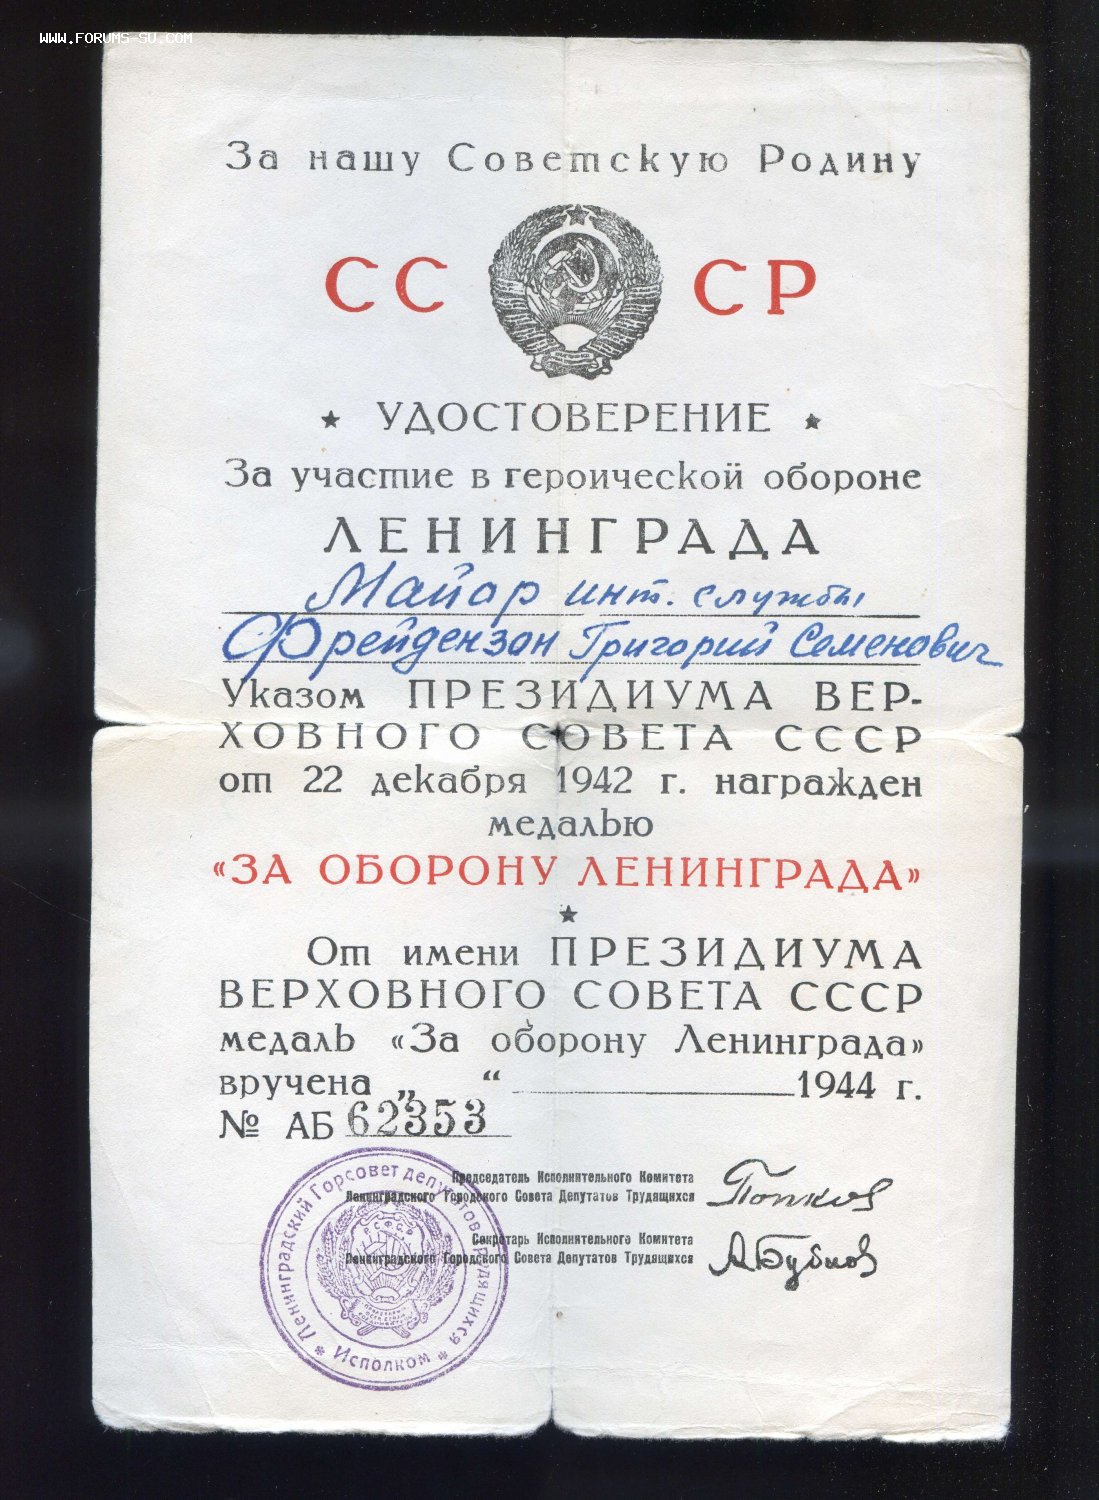 www.forums-su.com
За нашу Советскую Родину
СС СР
★ УДОСТОВЕРЕНИЕ ★
За участие в героической обороне
ЛЕНИНГРАДА
Майор инт. службы
Фрейдензон Григорий Семенович
Указом ПРЕЗИДИУМА ВЕР-
ХОВНОГО СОВЕТА СССР
от 22 декабря 1942 г. награжден
медалью
«ЗА ОБОРОНУ ЛЕНИНГРАДА»
★
От имени ПРЕЗИДИУМА
ВЕРХОВНОГО СОВЕТА СССР
медаль «За оборону Ленинграда»
вручена „ “ 1944 г.
№ АБ 62353
Председатель Исполнительного Комитета
Ленинградского Городского Совета Депутатов Трудящихся
Попков
Секретарь Исполнительного Комитета
Ленинградского Городского Совета Депутатов Трудящихся
АБубнов
Ленинградский Горсовет депутатов трудящихся
* Исполком *
Р.С.Ф.С.Р.